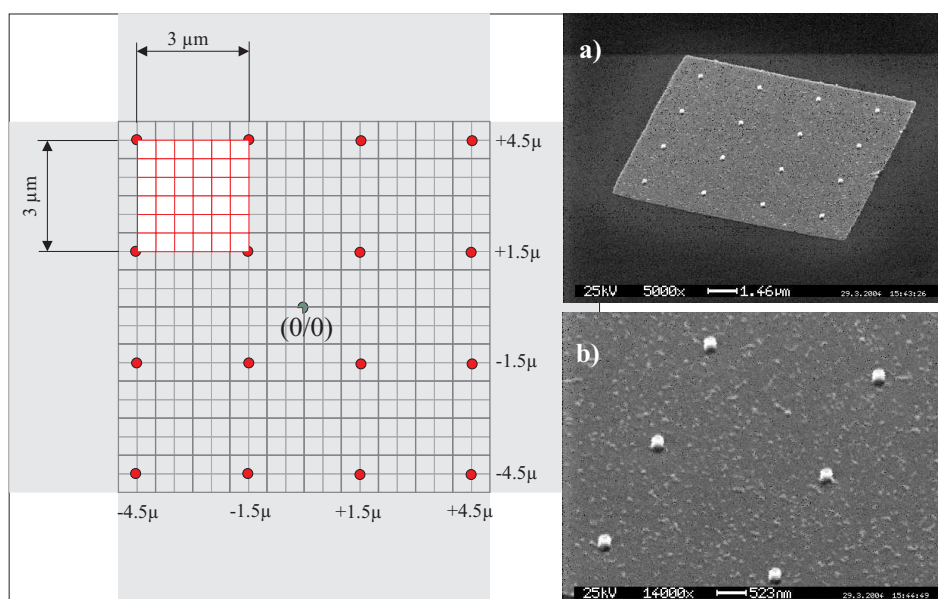 3 µm
3 µm
+4.5µ
+1.5µ
(0/0)
-1.5µ
-4.5µ
-4.5µ
-1.5µ
+1.5µ
+4.5µ
a)
25kV 5000x 1.46µm 29.3.2004 15:43:26
b)
25kV 14000x 523nm 29.3.2004 15:44:49